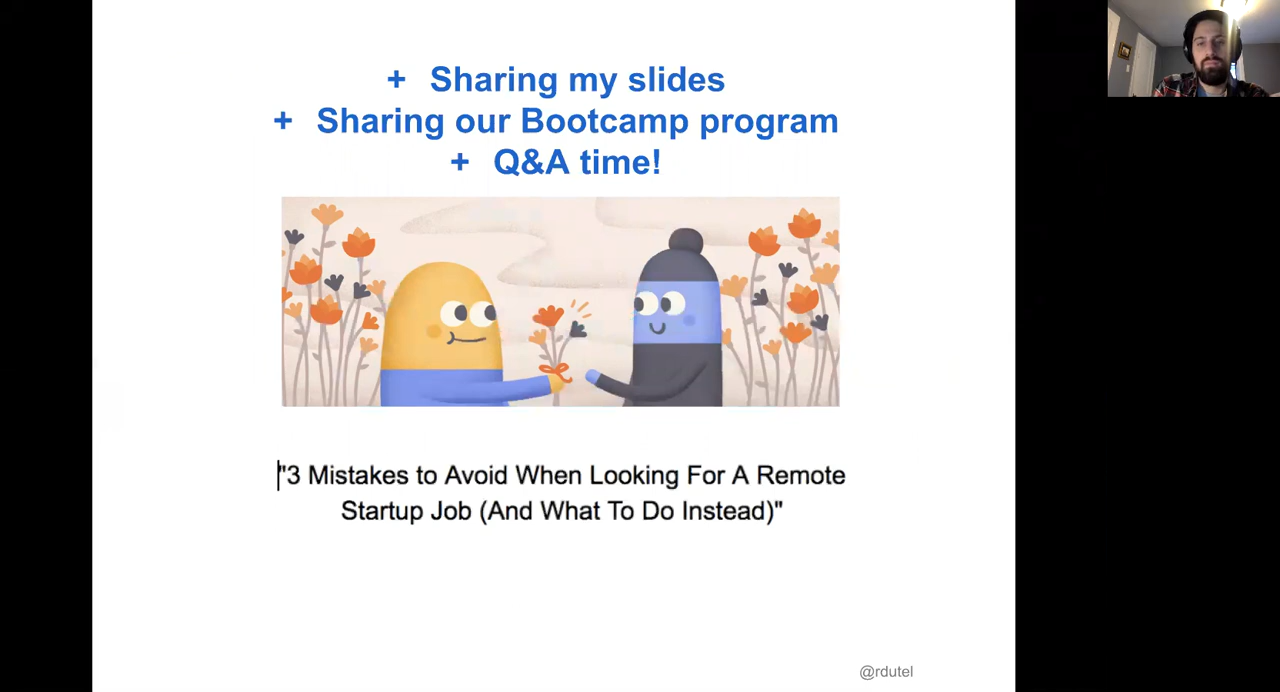 + Sharing my slides
+ Sharing our Bootcamp program
+ Q&A time!
"3 Mistakes to Avoid When Looking For A Remote
Startup Job (And What To Do Instead)"
@rdutel